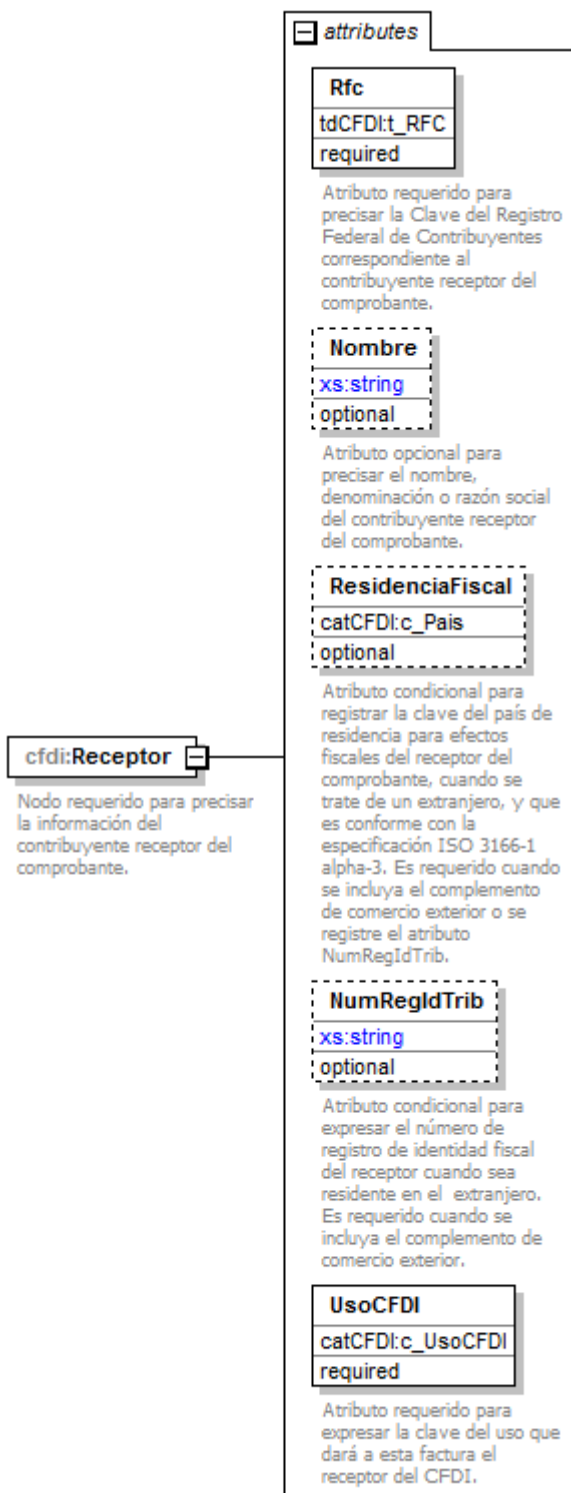 attributes
Rfc
tdCFDI:t_RFC
required
Atributo requerido para
precisar la Clave del Registro
Federal de Contribuyentes
correspondiente al
contribuyente receptor del
comprobante.
Nombre
xs:string
optional
Atributo opcional para
precisar el nombre,
denominación o razón social
del contribuyente receptor
del comprobante.
ResidenciaFiscal
catCFDI:c_Pais
optional
Atributo condicional para
registrar la clave del país de
residencia para efectos
fiscales del receptor del
comprobante, cuando se
trate de un extranjero, y que
es conforme con la
especificación ISO 3166-1
alpha-3. Es requerido cuando
se incluya el complemento
de comercio exterior o se
registre el atributo
NumRegIdTrib.
cfdi:Receptor
Nodo requerido para precisar
la información del
contribuyente receptor del
comprobante.
NumRegIdTrib
xs:string
optional
Atributo condicional para
expresar el número de
registro de identidad fiscal
del receptor cuando sea
residente en el extranjero.
Es requerido cuando se
incluya el complemento de
comercio exterior.
UsoCFDI
catCFDI:c_UsoCFDI
required
Atributo requerido para
expresar la clave del uso que
dará a esta factura el
receptor del CFDI.